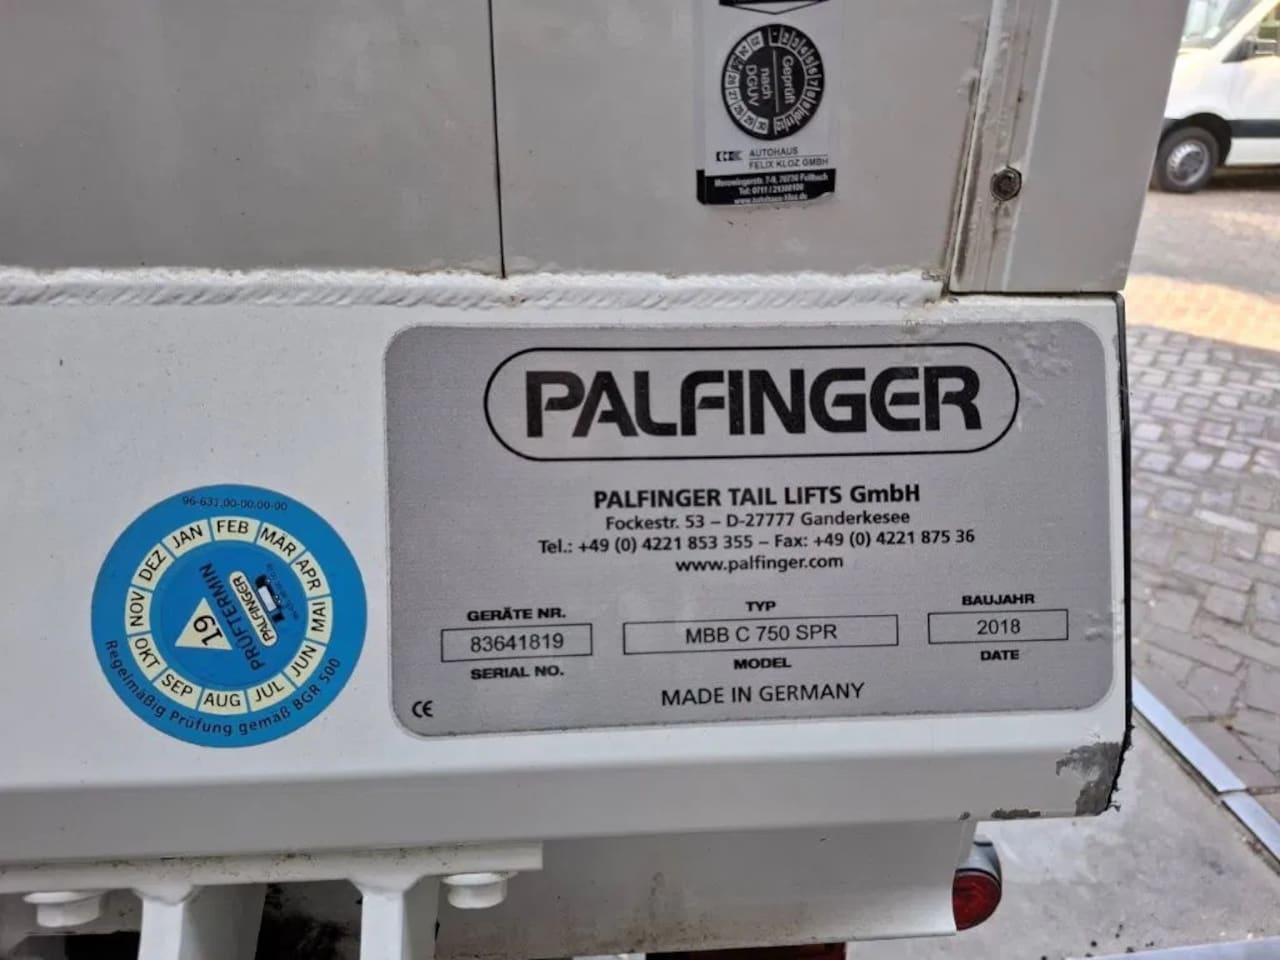 Geprüft
nach
DGUV
AUTOHAUS
FELIX KLOZ GMBH
PALFINGER
PALFINGER TAIL LIFTS GmbH
Fockestr. 53 – D-27777 Ganderkesee
Tel.: +49 (0) 4221 853 355 – Fax: +49 (0) 4221 875 36
www.palfinger.com
GERÄTE NR.
TYP
BAUJAHR
83641819
MBB C 750 SPR
2018
SERIAL NO.
MODEL
DATE
MADE IN GERMANY
CE
96-631.00-00.00-00
JAN FEB MÄR APR MAI JUN JUL AUG SEP OKT NOV DEZ
PRÜFTERMIN
PALFINGER
19
Regelmäßig Prüfung gemäß BGR 500